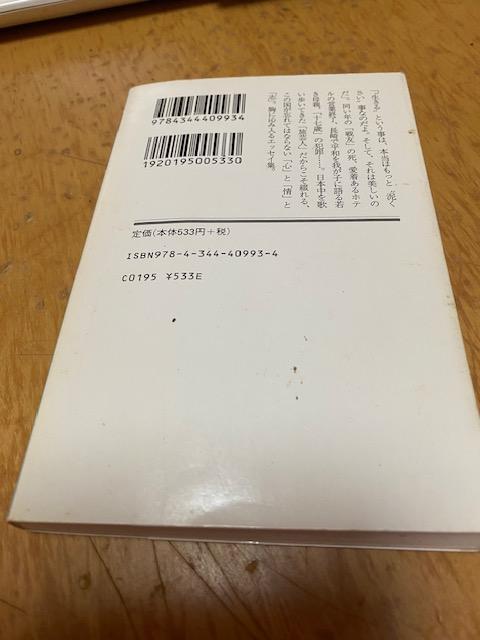 9784344409934
1920195005330
「『生きる』という事は、本当はもっと『泥く
さい』事なのだよ。そして、それは美しいの
だ」。同い年の「戦友」の死、愛着あるホテ
ルの営業終了、長崎で平和を我が子に語る若
き母親、「十七歳」の犯罪……。日本中を歌
い歩いてきた「旅芸人」だからこそ綴れる、
この国が忘れてはならない「心」と「情」と
「志」。胸に沁み入るエッセイ集。
定価(本体533円+税)
ISBN978-4-344-40993-4
C0195 ¥533E